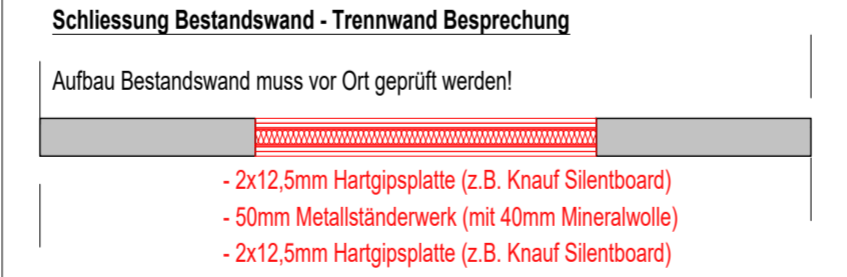 Schliessung Bestandswand - Trennwand Besprechung
Aufbau Bestandswand muss vor Ort geprüft werden!
- 2x12,5mm Hartgipsplatte (z.B. Knauf Silentboard)
- 50mm Metallständerwerk (mit 40mm Mineralwolle)
- 2x12,5mm Hartgipsplatte (z.B. Knauf Silentboard)